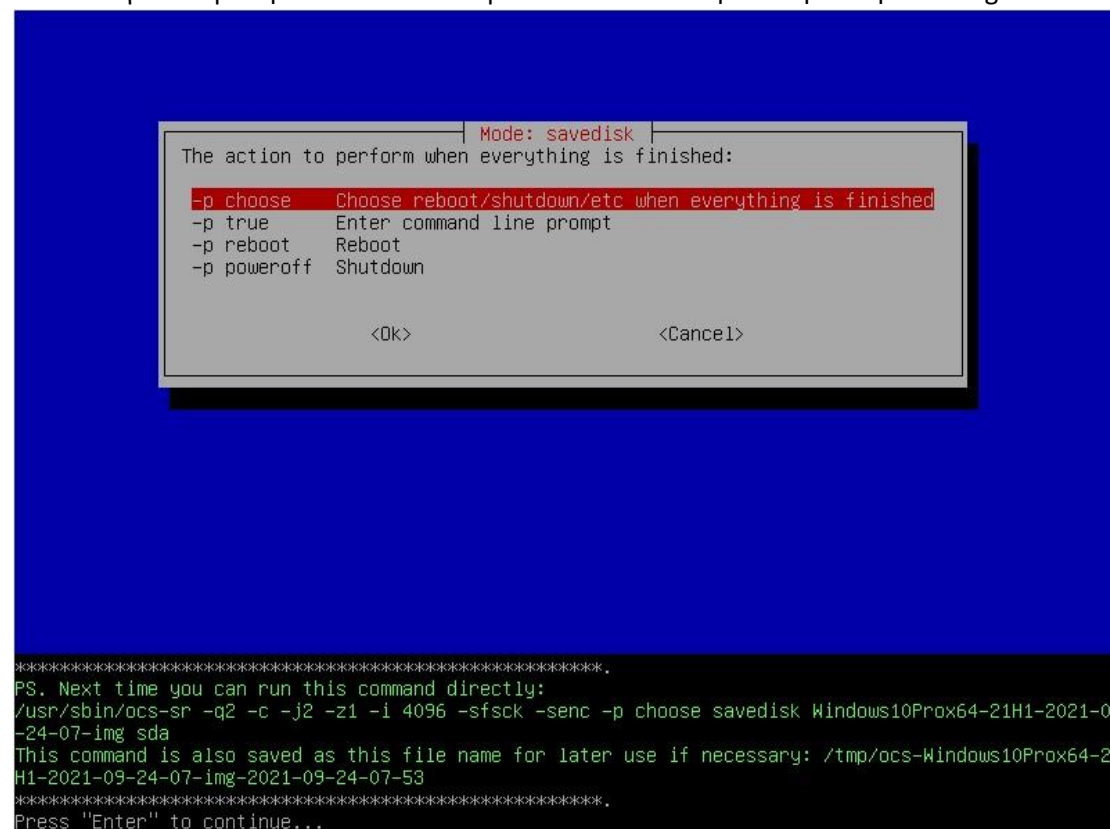 Mode: savedisk
The action to perform when everything is finished:
-p choose Choose reboot/shutdown/etc when everything is finished
-p true Enter command line prompt
-p reboot Reboot
-p poweroff Shutdown
<Ok> <Cancel>
*****************************************************.
PS. Next time you can run this command directly:
/usr/sbin/ocs-sr -q2 -c -j2 -z1 -i 4096 -sfsck -senc -p choose savedisk Windows10Prox64-21H1-2021-0
-24-07-img sda
This command is also saved as this file name for later use if necessary: /tmp/ocs-Windows10Prox64-2
H1-2021-09-24-07-img-2021-09-24-07-53
*****************************************************.
Press "Enter" to continue...